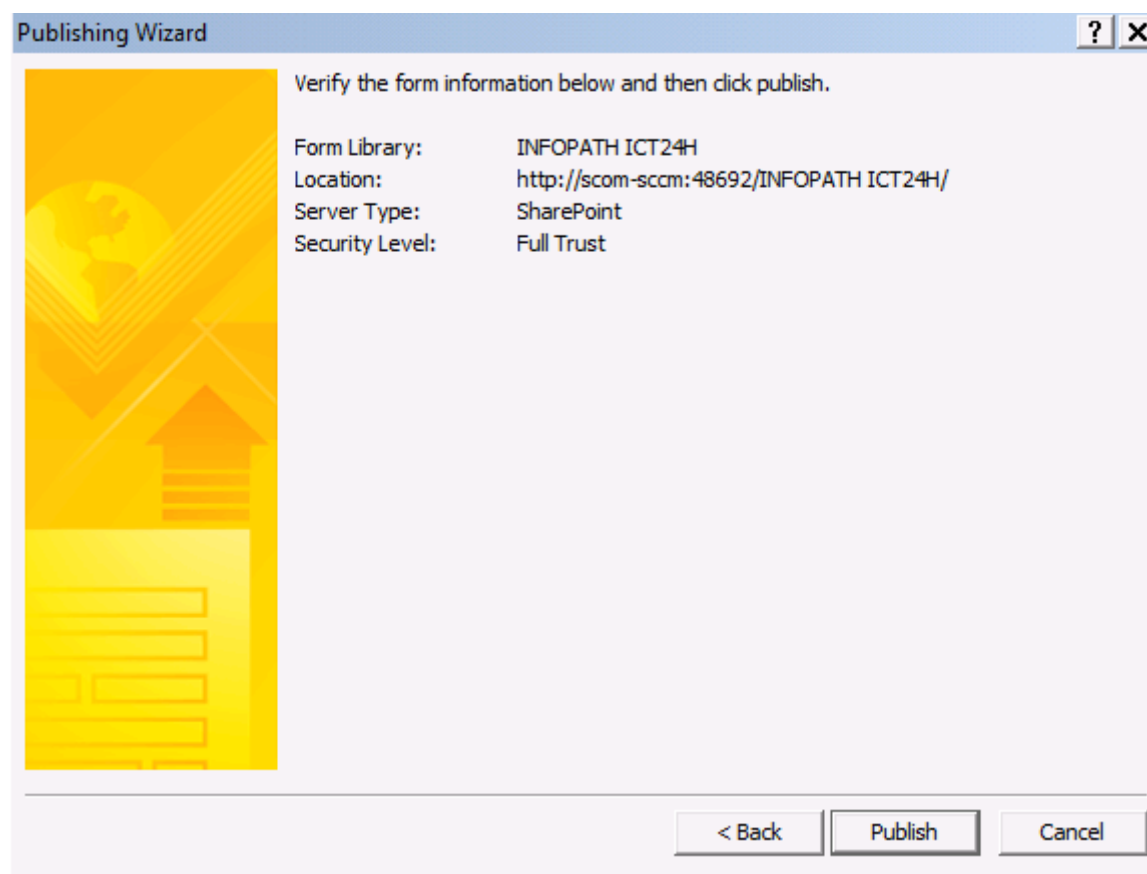 Publishing Wizard
? X
Verify the form information below and then click publish.
Form Library: INFOPATH ICT24H
Location: http://scom-sccm:48692/INFOPATH ICT24H/
Server Type: SharePoint
Security Level: Full Trust
< Back Publish Cancel